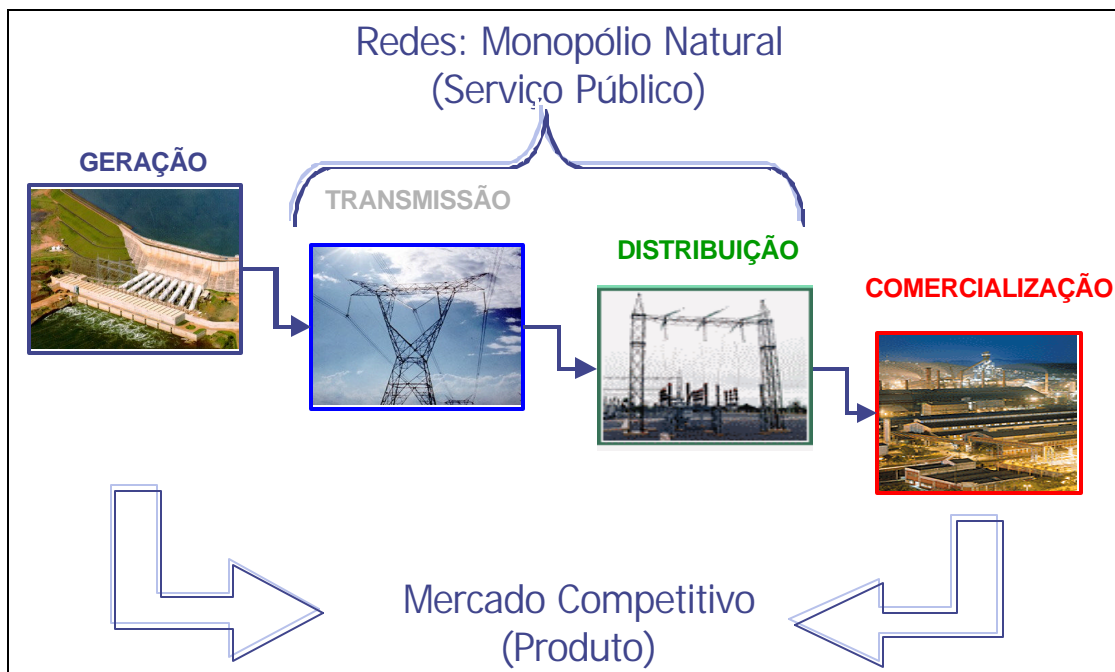 Redes: Monopólio Natural
(Serviço Público)
GERAÇÃO
TRANSMISSÃO
DISTRIBUIÇÃO
COMERCIALIZAÇÃO
Mercado Competitivo
(Produto)